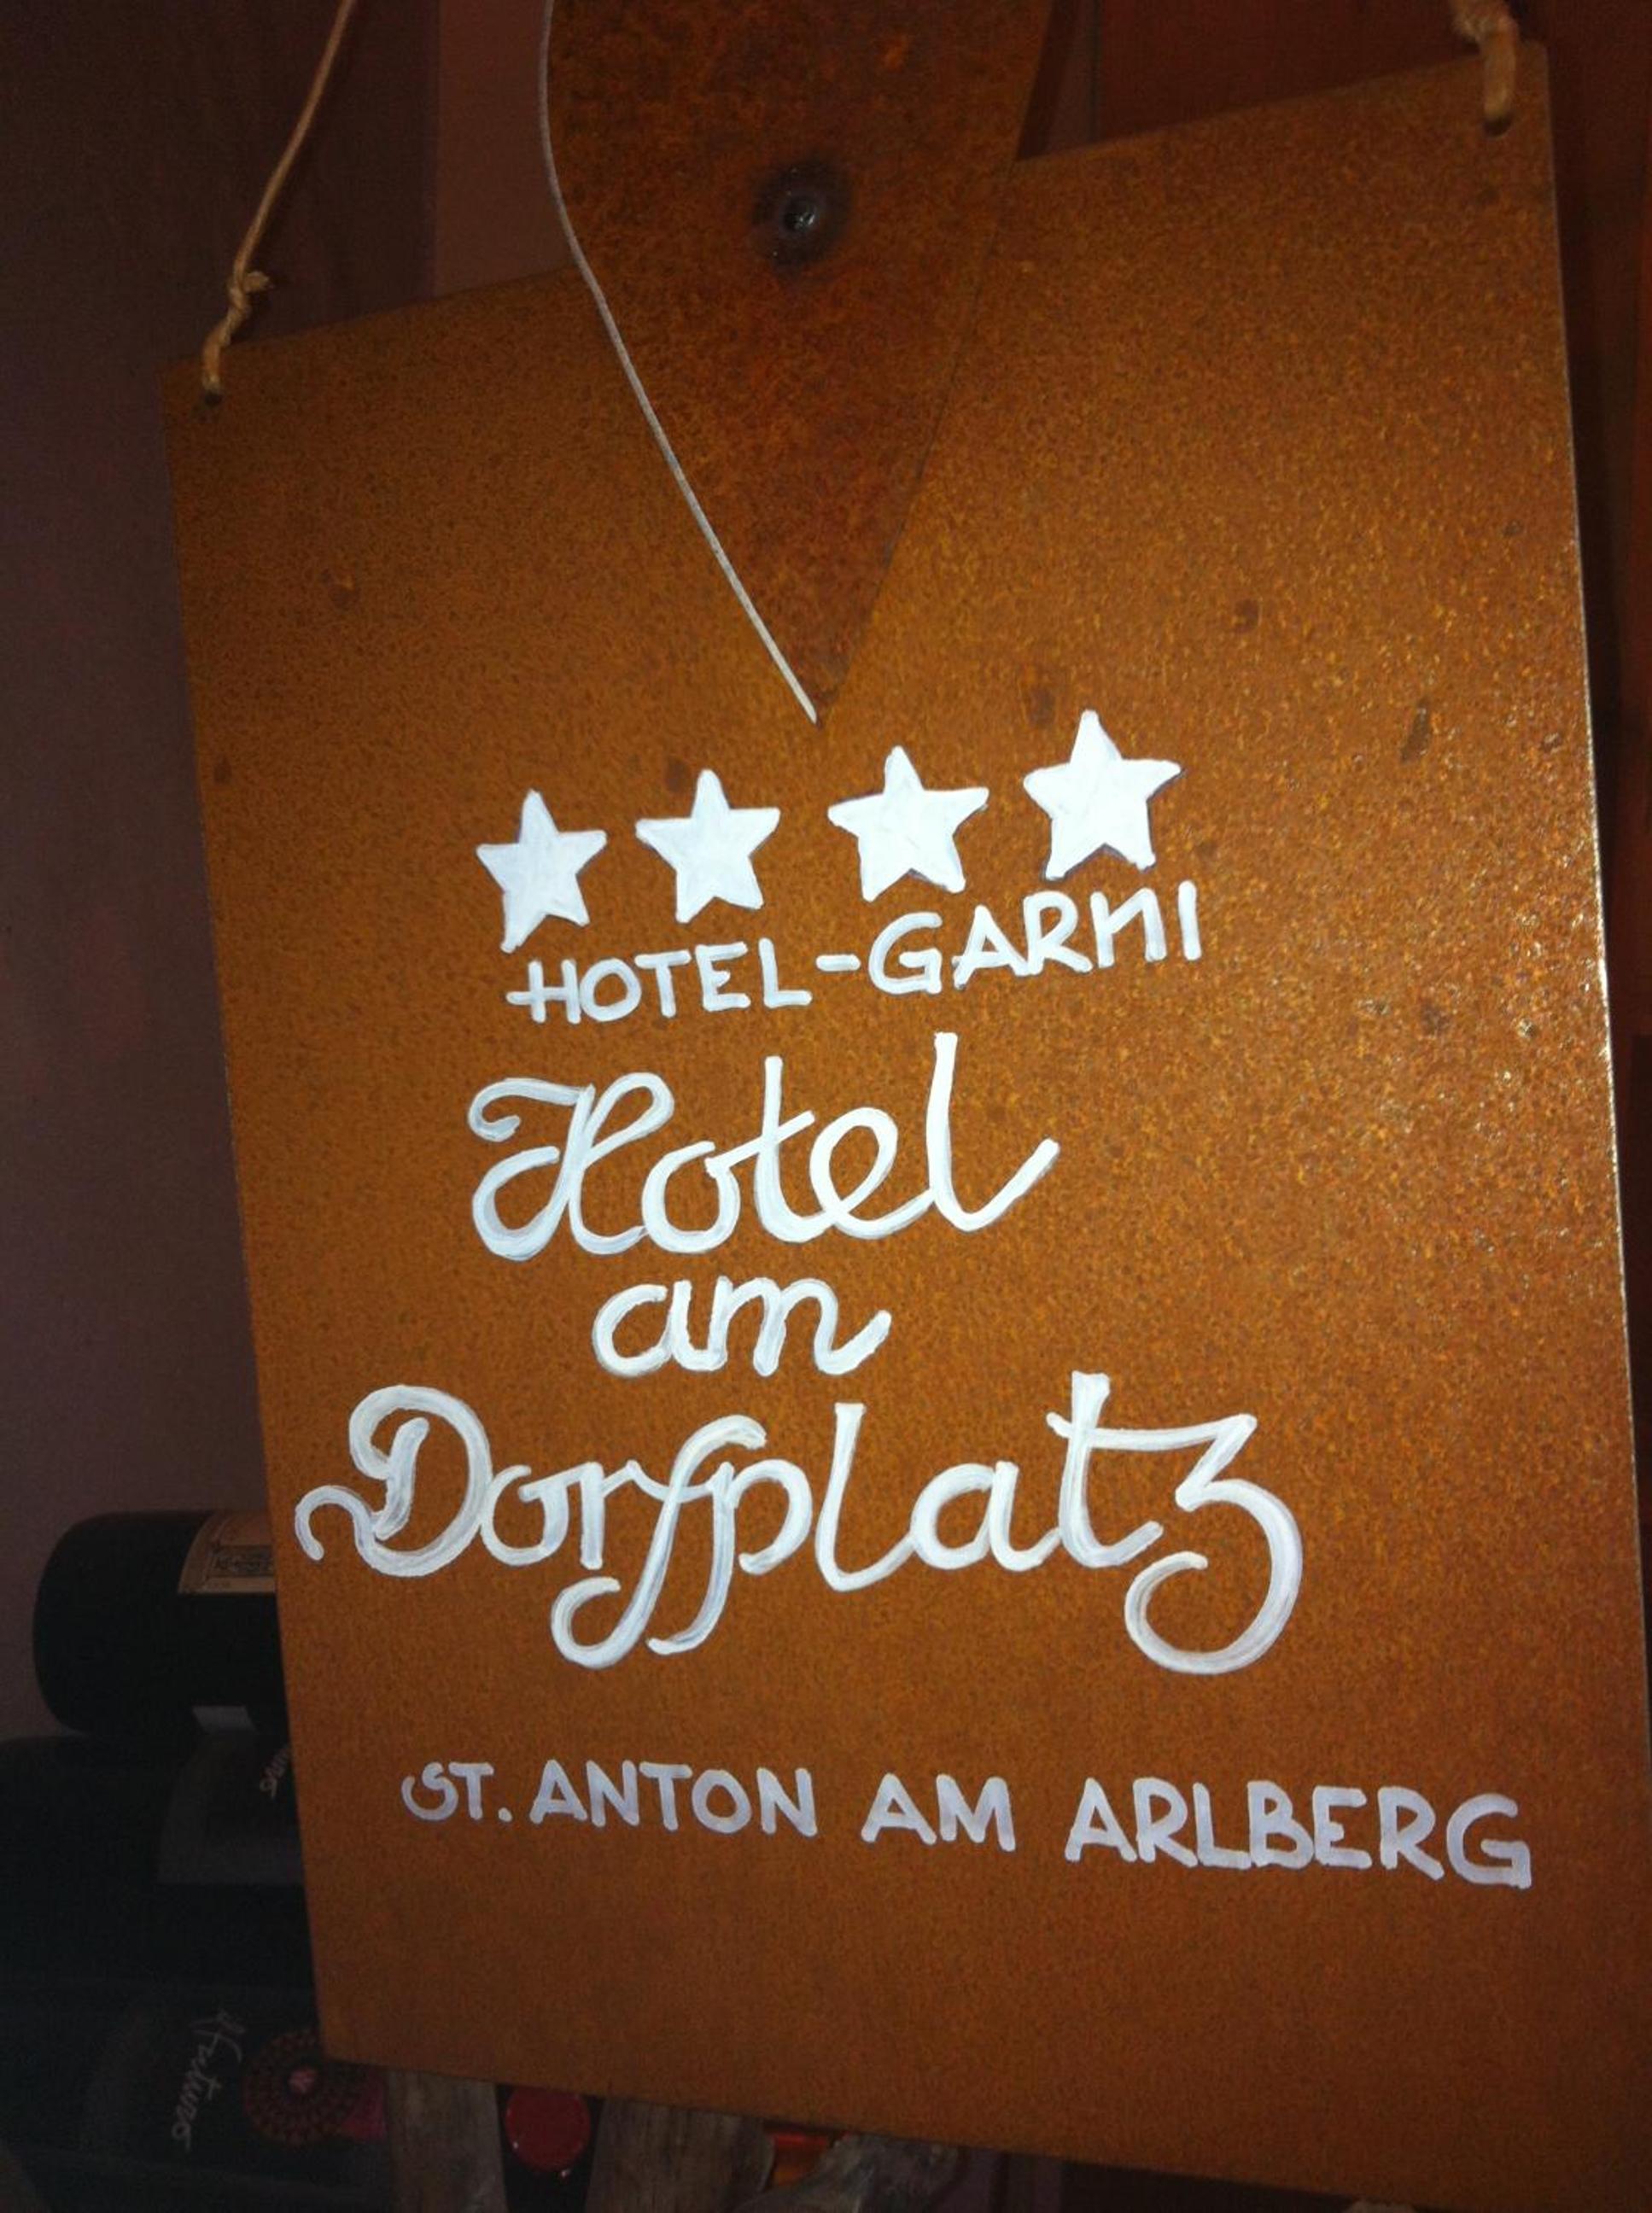 HOTEL-GARNI
Hotel
am
Dorfplatz
ST. ANTON AM ARLBERG